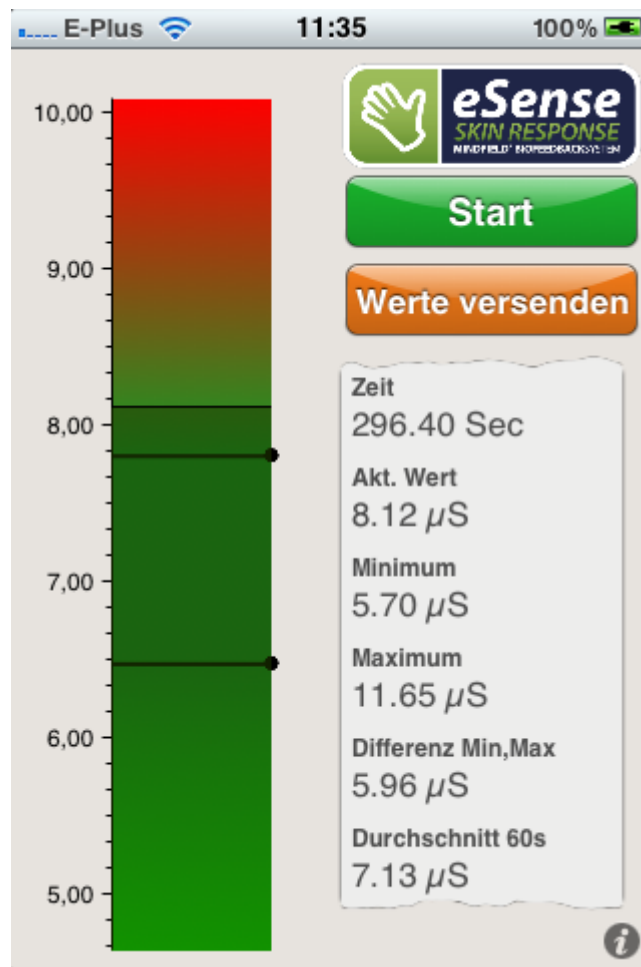 E-Plus 11:35 100%
eSense
SKIN RESPONSE
MINDFIELD® BIOFEEDBACKSYSTEM
Start
Werte versenden
10,00
9,00
8,00
7,00
6,00
5,00
Zeit
296.40 Sec
Akt. Wert
8.12 µS
Minimum
5.70 µS
Maximum
11.65 µS
Differenz Min,Max
5.96 µS
Durchschnitt 60s
7.13 µS
i